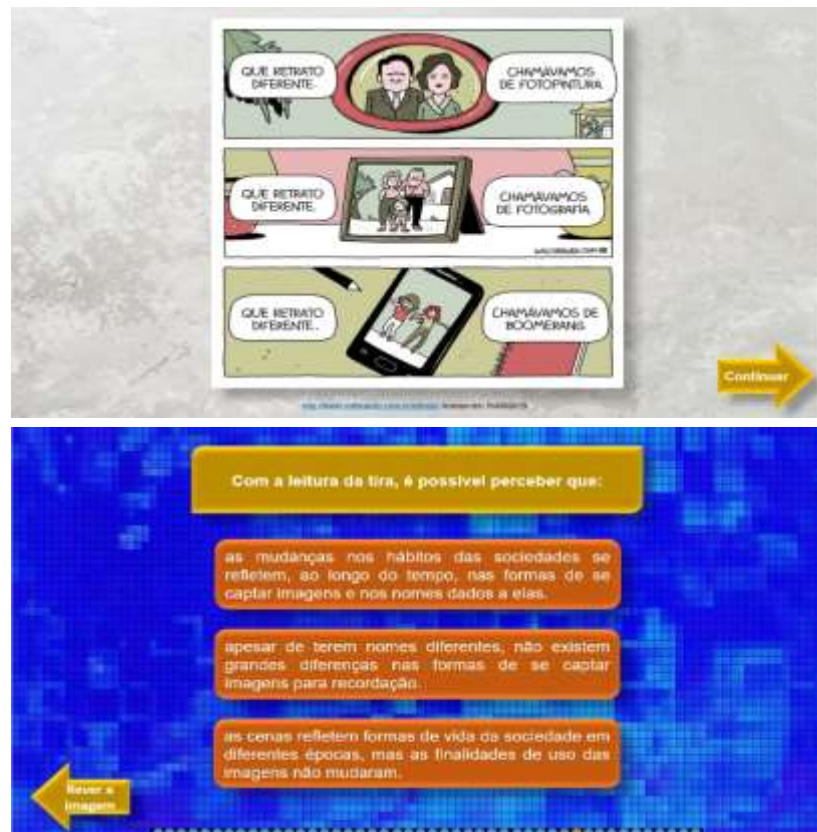 QUE RETRATO
DIFERENTE.
CHAMÁVAMOS
DE FOTOPINTURA
QUE RETRATO
DIFERENTE.
CHAMÁVAMOS
DE FOTOGRAFIA
QUE RETRATO
DIFERENTE.
CHAMÁVAMOS DE
BOOMERANG
Continuar
Com a leitura da tira, é possível perceber que:
as mudanças nos hábitos das sociedades se
refletem, ao longo do tempo, nas formas de se
captar imagens e nos nomes dados a elas.
apesar de terem nomes diferentes, não existem
grandes diferenças nas formas de se captar
imagens para recordação.
as cenas refletem formas de vida da sociedade em
diferentes épocas, mas as finalidades de uso das
imagens não mudaram.
Rever a
imagem